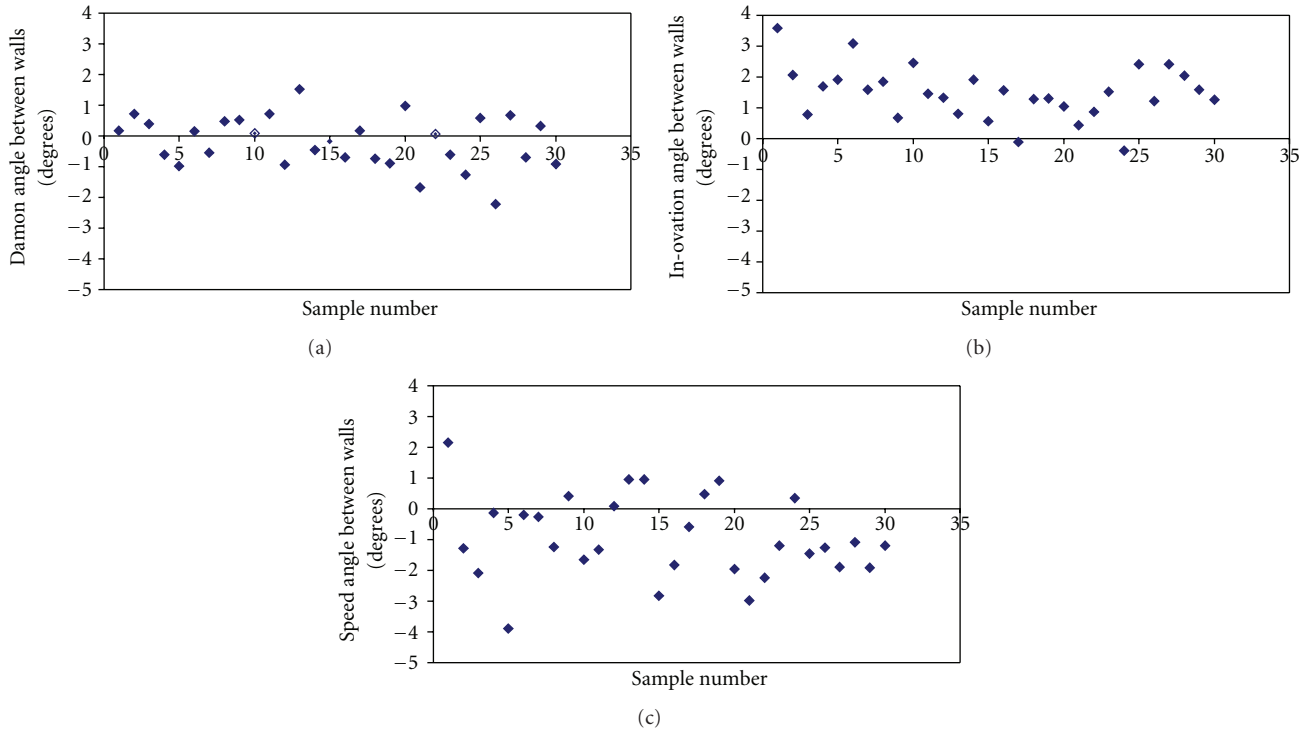 4
3
2
1
0
−1
−2
−3
−4
−5
0 5 10 15 20 25 30 35
Damon angle between walls
(degrees)
Sample number
(a)
4
3
2
1
0
−1
−2
−2
−3
−4
−5
0 5 10 15 20 25 30 35
In-ovation angle between walls
(degrees)
Sample number
(b)
4
3
2
1
0
−1
−2
−3
−4
−5
0 5 10 15 20 25 30 35
Speed angle between walls
(degrees)
Sample number
(c)